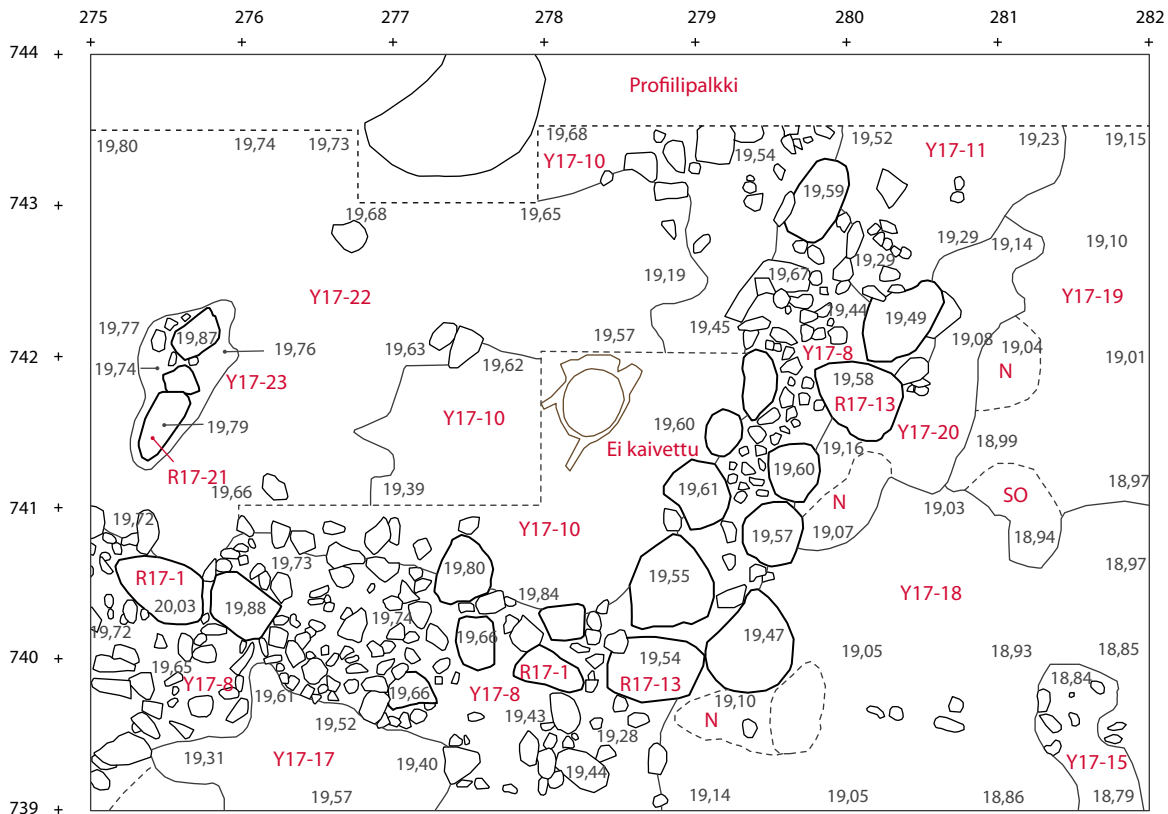 275 276 277 278 279 280 281 282
744
Profiilipalkki
19,80 19,74 19,73 19,68 19,54 19,52 19,23 19,15
Y17-10 Y17-11
743
19,68 19,65 19,59
19,29 19,14 19,10
19,19 19,67 19,29
Y17-22 Y17-19
19,77 19,87 19,57 19,45 19,44 19,49
742
19,74 19,76 19,63 19,62 Y17-8 19,08 19,04 19,01
Y17-23 19,58 N
Y17-10 19,60 R17-13
19,79 Ei kaivettu 19,16 Y17-20 18,99
R17-21 19,60
19,66 19,39 19,61 N SO 18,97
741
19,72 Y17-10 19,57 19,07 19,03 18,94
19,73 19,80 19,55 18,97
R17-1 Y17-18
20,03 19,88 19,84
19,72 19,74 19,66 19,47
740
19,65 19,54 19,05 18,93 18,85
Y17-8 R17-1 R17-13 18,84
19,61 19,66 Y17-8 19,10
19,52 19,43 N
19,28
19,31 Y17-17 19,40 19,44 Y17-15
739
19,57 19,14 19,05 18,86 18,79